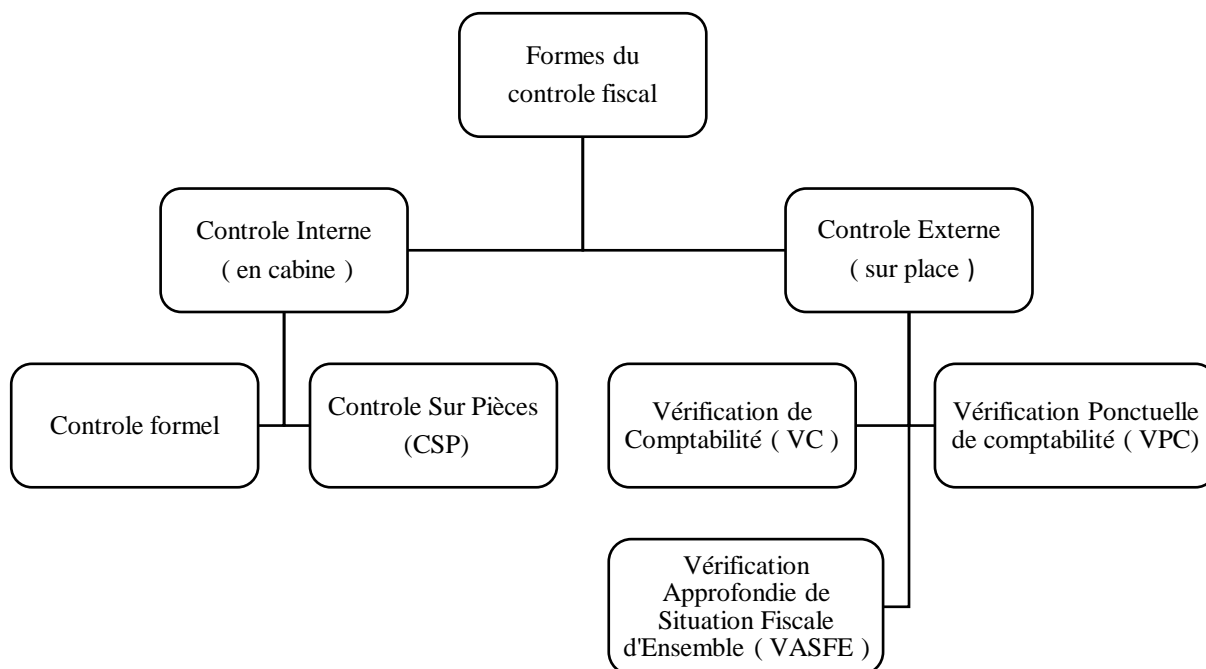 Formes du
controle fiscal
Controle Interne
( en cabine )
Controle Externe
( sur place )
Controle formel
Controle Sur Pièces
(CSP)
Vérification de
Comptabilité ( VC )
Vérification Ponctuelle
de comptabilité ( VPC)
Vérification
Approfondie de
Situation Fiscale
d'Ensemble ( VASFE )